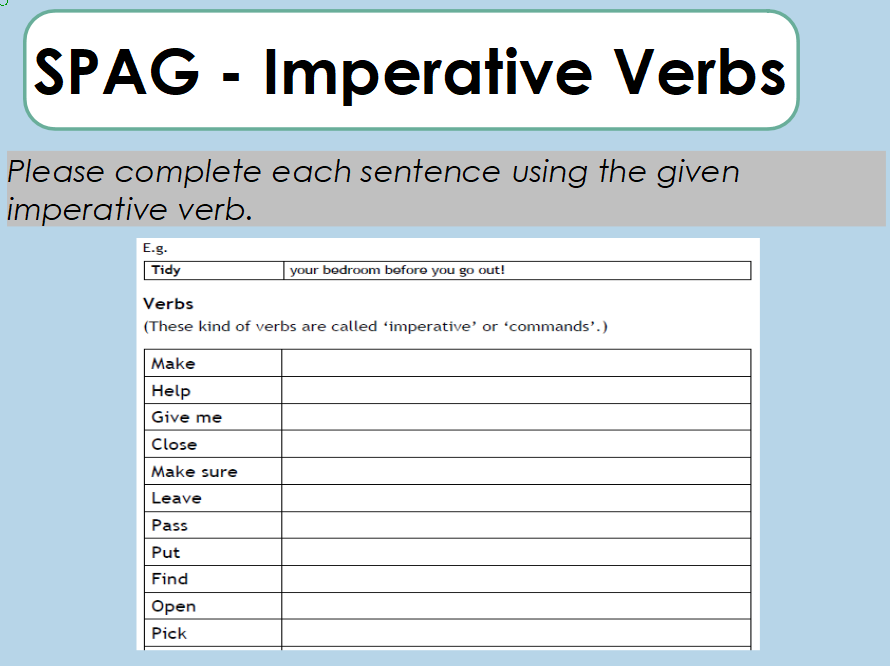 SPAG - Imperative Verbs
Please complete each sentence using the given
imperative verb.
E.g.
Tidy your bedroom before you go out!
Verbs
(These kind of verbs are called ‘imperative’ or ‘commands’.)
Make
Help
Give me
Close
Make sure
Leave
Pass
Put
Find
Open
Pick